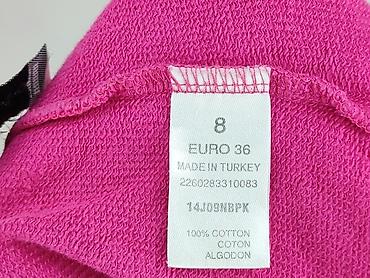 8
EURO 36
MADE IN TURKEY
2260283310083
14J09NBPK
100% COTTON
COTON
ALGODON